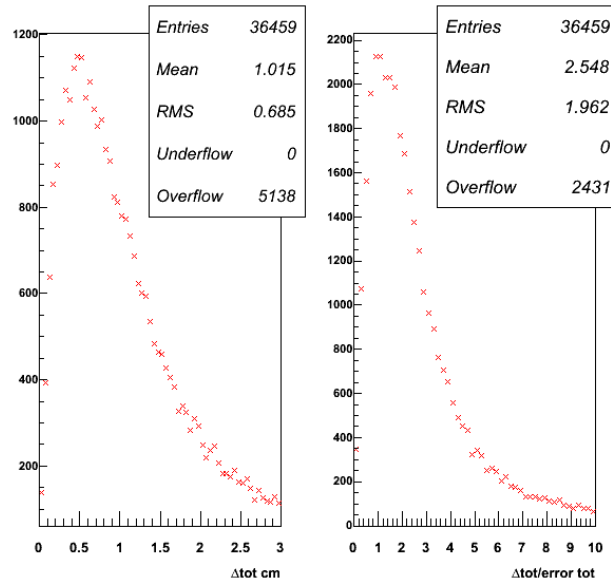 Entries 36459
Mean 1.015
RMS 0.685
Underflow 0
Overflow 5138
1200
1000
800
600
400
200
0 0.5 1 1.5 2 2.5 3
Δtot cm
Entries 36459
Mean 2.548
RMS 1.962
Underflow 0
Overflow 2431
2200
2000
1800
1600
1400
1200
1000
800
600
400
200
0
0 1 2 3 4 5 6 7 8 9 10
Δtot/error tot